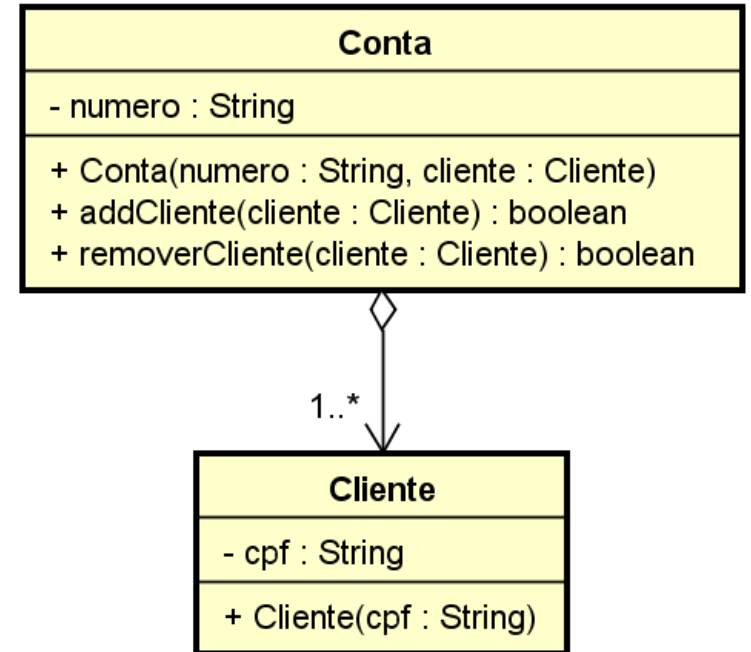 Conta
- numero : String
+ Conta(numero : String, cliente : Cliente)
+ addCliente(cliente : Cliente) : boolean
+ removerCliente(cliente : Cliente) : boolean
1..*
Cliente
- cpf : String
+ Cliente(cpf : String)